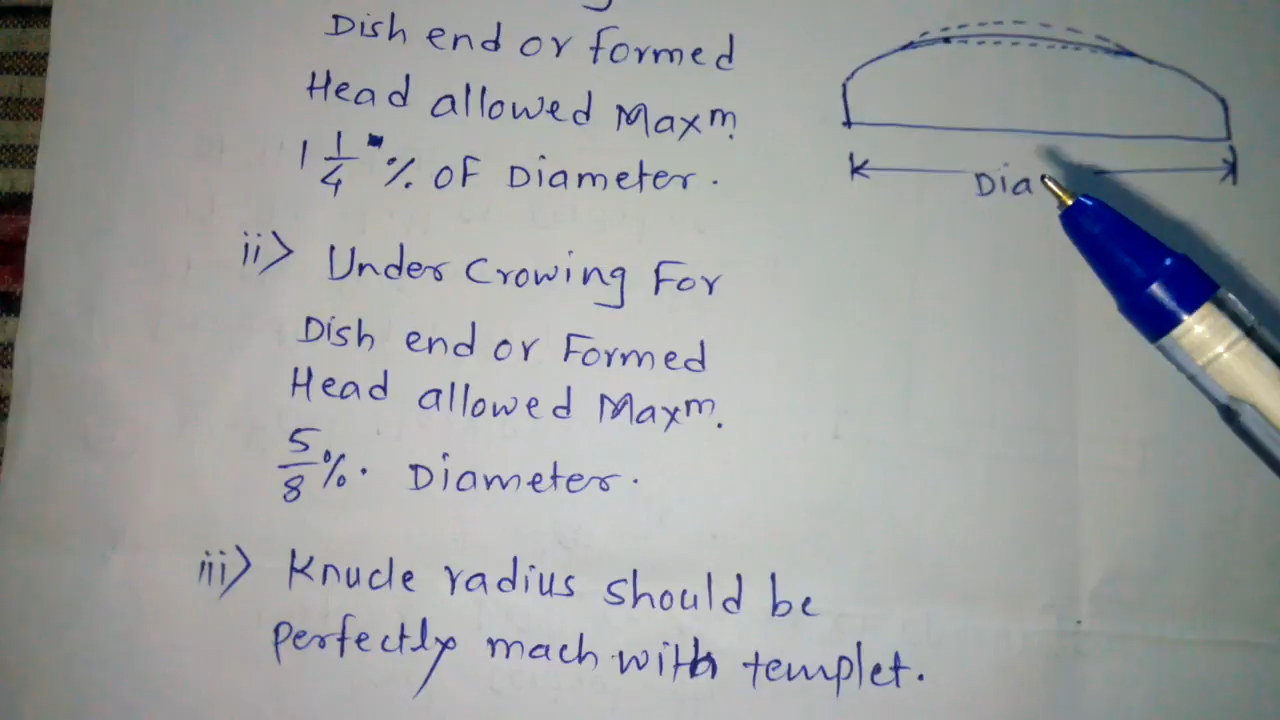 Dish end or formed
Head allowed Maxm.
1 1/4 % OF Diameter.
Dia
ii> Under Crowing For
Dish end or Formed
Head allowed Maxm.
5/8 %. Diameter.
iii> Knucle radius should be
perfectly mach with templet.